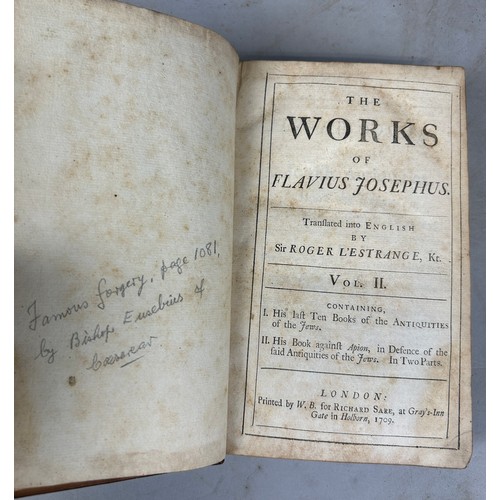 Famous forgery, page 1081,
by Bishop Eusebius of
Caesarea.
THE
WORKS
OF
FLAVIUS JOSEPHUS.
Translated into ENGLISH
BY
Sir ROGER L'ESTRANGE, Kt.
VOL. II.
CONTAINING,
I. His last Ten Books of the ANTIQUITIES
of the Jews.
II. His Book against Apion, in Defence of the
said Antiquities of the Jews. In Two Parts.
LONDON:
Printed by W. B. for RICHARD SARE, at Gray's-Inn
Gate in Holborn, 1709.